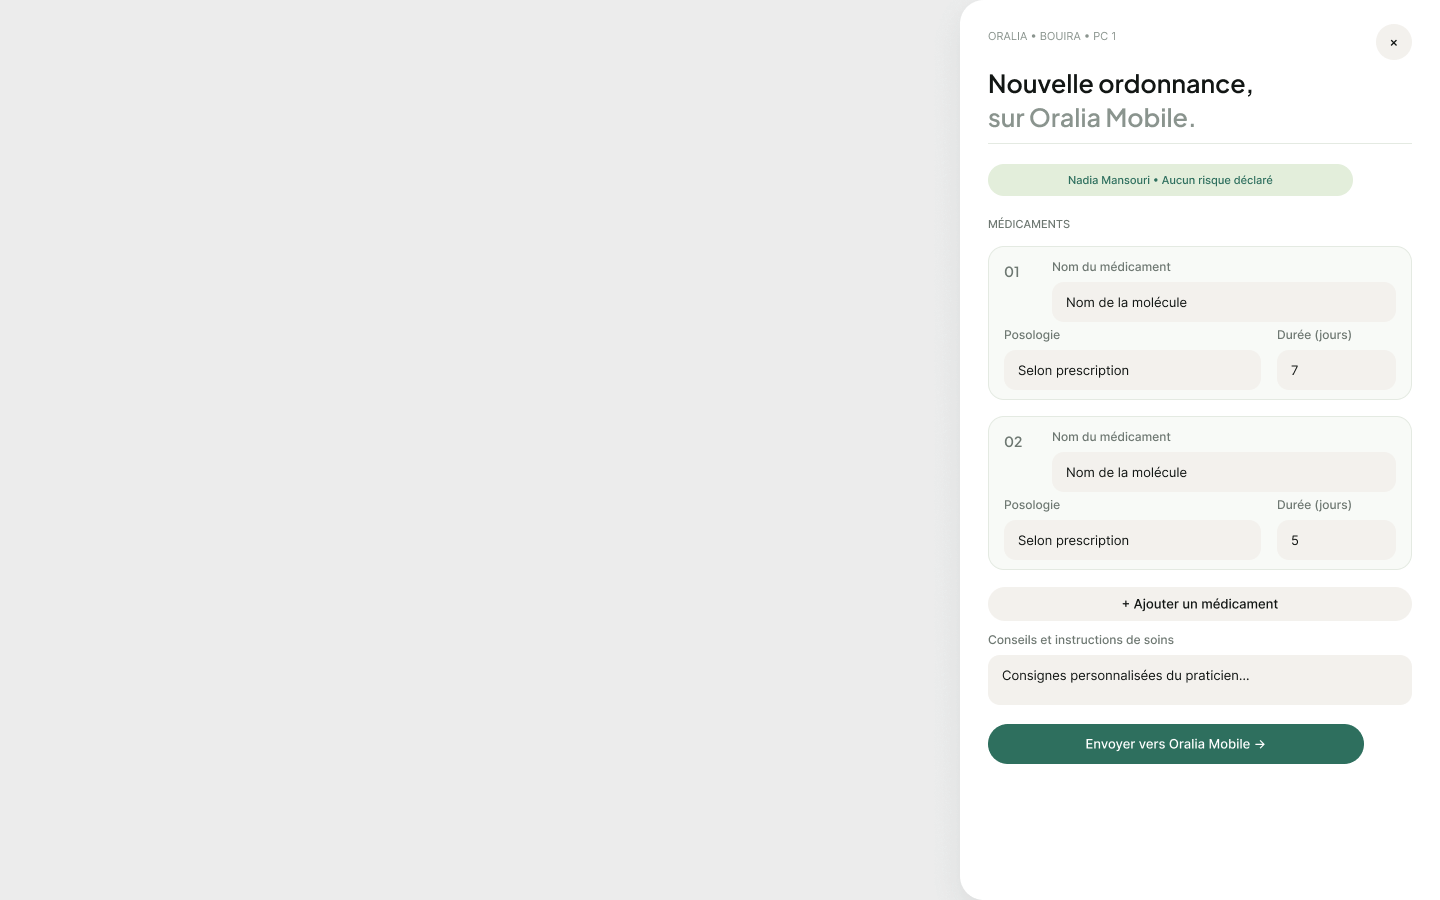 ORALIA • BOUIRA • PC 1
×
Nouvelle ordonnance,
sur Oralia Mobile.
Nadia Mansouri • Aucun risque déclaré
MÉDICAMENTS
01
Nom du médicament
Nom de la molécule
Posologie
Durée (jours)
Selon prescription
7
02
Nom du médicament
Nom de la molécule
Posologie
Durée (jours)
Selon prescription
5
+ Ajouter un médicament
Conseils et instructions de soins
Consignes personnalisées du praticien...
Envoyer vers Oralia Mobile →